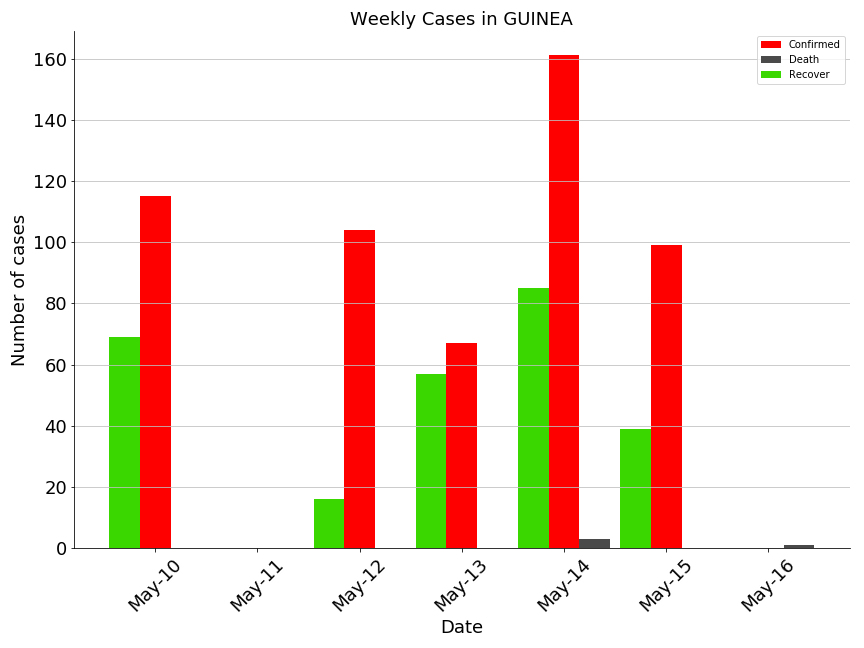 Weekly Cases in GUINEA
Confirmed
Death
Recover
Number of cases
160
140
120
100
80
60
40
20
0
May-10
May-11
May-12
May-13
May-14
May-15
May-16
Date